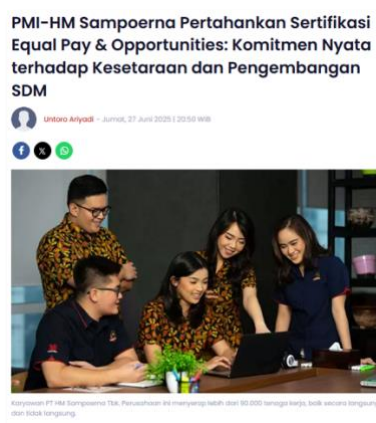 PMI-HM Sampoerna Pertahankan Sertifikasi
Equal Pay & Opportunities: Komitmen Nyata
terhadap Kesetaraan dan Pengembangan
SDM
Untoro Ariyadi - Jumat, 27 Juni 2025 | 20:50 WIB
Karyawan PT HM Sampoerna Tbk. Perusahaan ini menyerap lebih dari 90.000 tenaga kerja, baik secara langsung
dan tidak langsung.